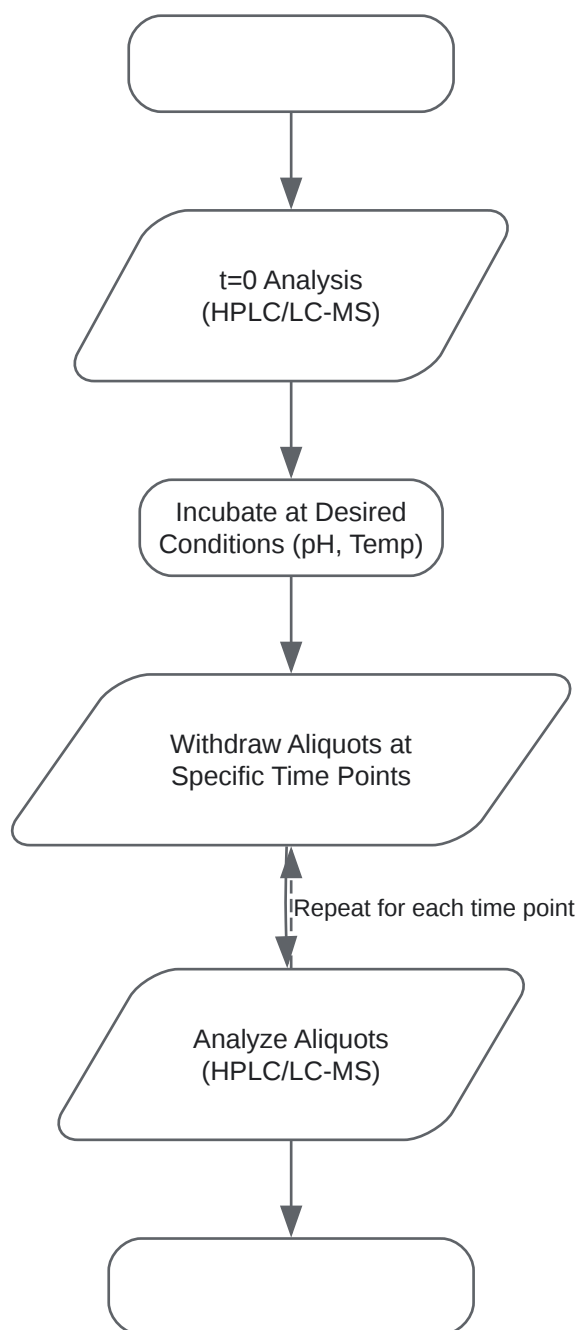 t=0 Analysis
(HPLC/LC-MS)
Incubate at Desired
Conditions (pH, Temp)
Withdraw Aliquots at
Specific Time Points
Repeat for each time point
Analyze Aliquots
(HPLC/LC-MS)